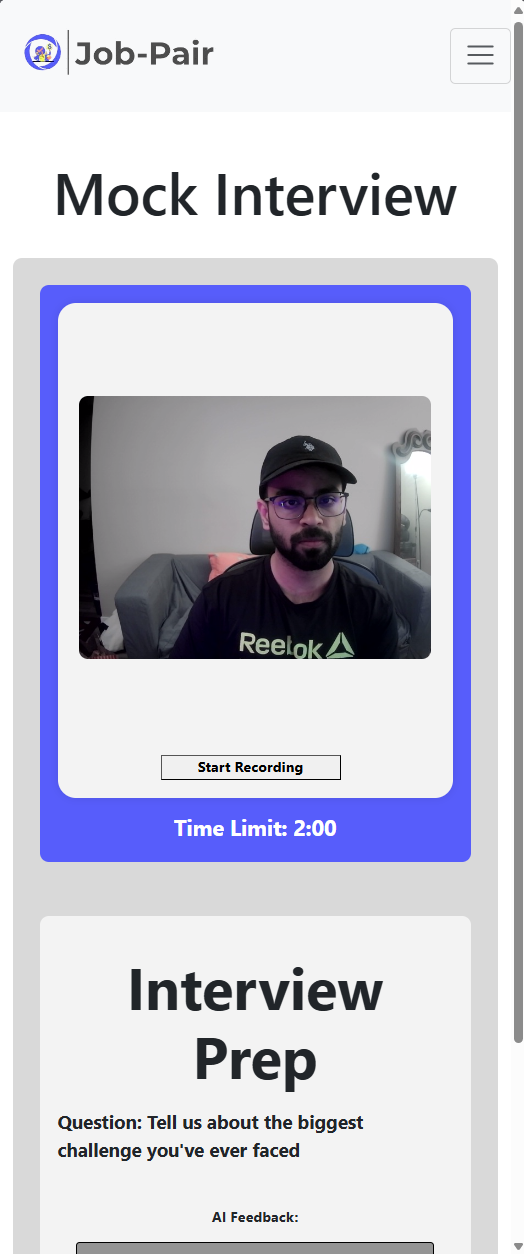 Job-Pair
Mock Interview
Reebok
Start Recording
Time Limit: 2:00
Interview
Prep
Question: Tell us about the biggest
challenge you've ever faced
AI Feedback: